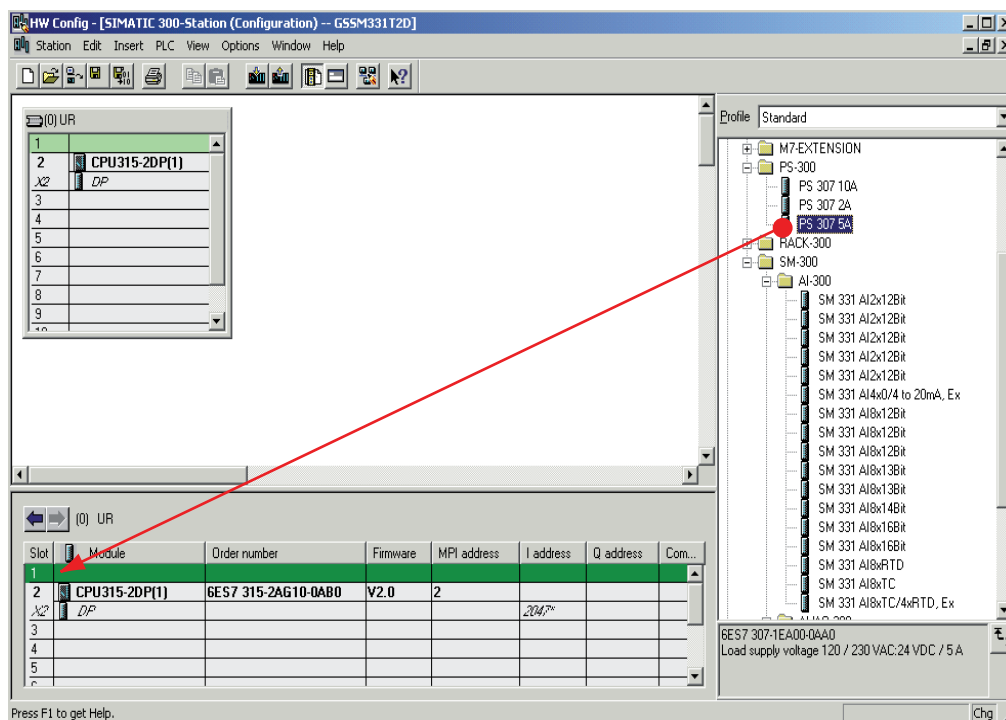 HW Config - [SIMATIC 300-Station (Configuration) -- GSSM331T2D]
Station Edit Insert PLC View Options Window Help
(0) UR
1
2 CPU315-2DP(1)
X2 DP
3
4
5
6
7
8
9
10
Profile Standard
M7-EXTENSION
PS-300
PS 307 10A
PS 307 2A
PS 307 5A
RACK-300
SM-300
AI-300
SM 331 AI2x12Bit
SM 331 AI2x12Bit
SM 331 AI2x12Bit
SM 331 AI2x12Bit
SM 331 AI2x12Bit
SM 331 AI4x0/4 to 20mA, Ex
SM 331 AI8x12Bit
SM 331 AI8x12Bit
SM 331 AI8x12Bit
SM 331 AI8x13Bit
SM 331 AI8x13Bit
SM 331 AI8x14Bit
SM 331 AI8x16Bit
SM 331 AI8x16Bit
SM 331 AI8xRTD
SM 331 AI8xTC
SM 331 AI8xTC/4xRTD, Ex
(0) UR
Slot Module Order number Firmware MPI address I address Q address Com...
1
2 CPU315-2DP(1) 6ES7 315-2AG10-0AB0 V2.0 2
X2 DP 2047*
3
4
5
6ES7 307-1EA00-0AA0
Load supply voltage 120 / 230 VAC:24 VDC / 5 A
Press F1 to get Help.
Chg